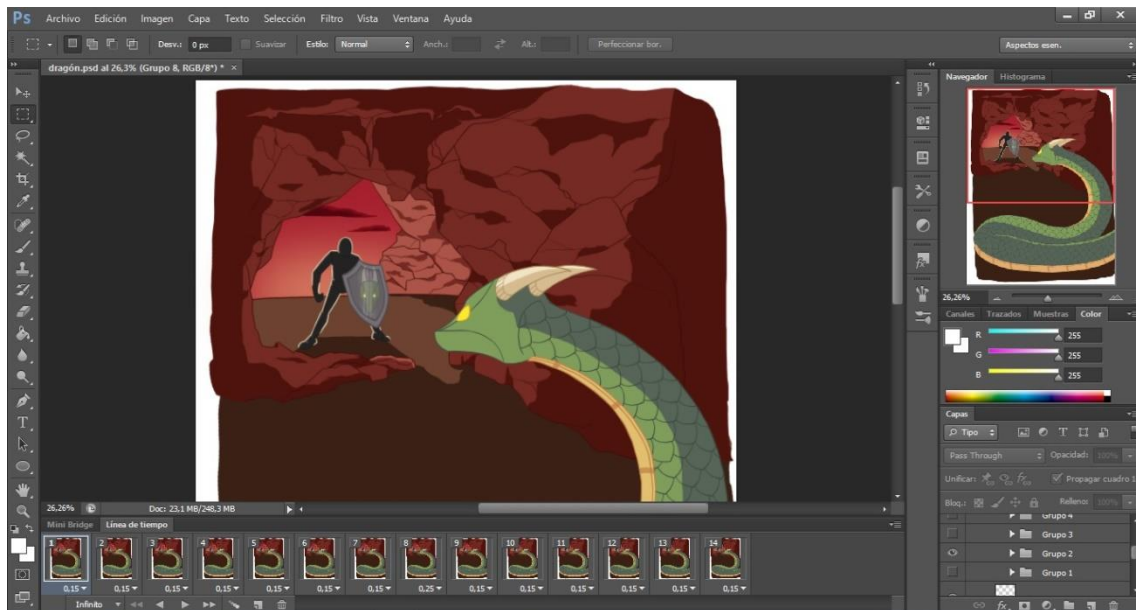 Ps Archivo Edición Imagen Capa Texto Selección Filtro Vista Ventana Ayuda
Desv.: 0 px Suavizar Estilo: Normal Anch.: Alt.: Perfeccionar bor. Aspectos esen.
dragón.psd al 26,3% (Grupo 8, RGB/8*) * ×
Navegador Histograma
26,26%
Canales Trazados Muestras Color
R 255
G 255
B 255
Capas
Tipo
Pass Through Opacidad: 100%
Unificar: Propagar cuadro 1
Bloq.: Relleno: 100%
Grupo 4
Grupo 3
Grupo 2
Grupo 1
fx
26,26% Doc: 23,1 MB/248,3 MB
Mini Bridge Línea de tiempo
1 2 3 4 5 6 7 8 9 10 11 12 13 14
0,15 0,15 0,15 0,15 0,15 0,15 0,15 0,25 0,15 0,15 0,15 0,15 0,15 0,15
Infinito